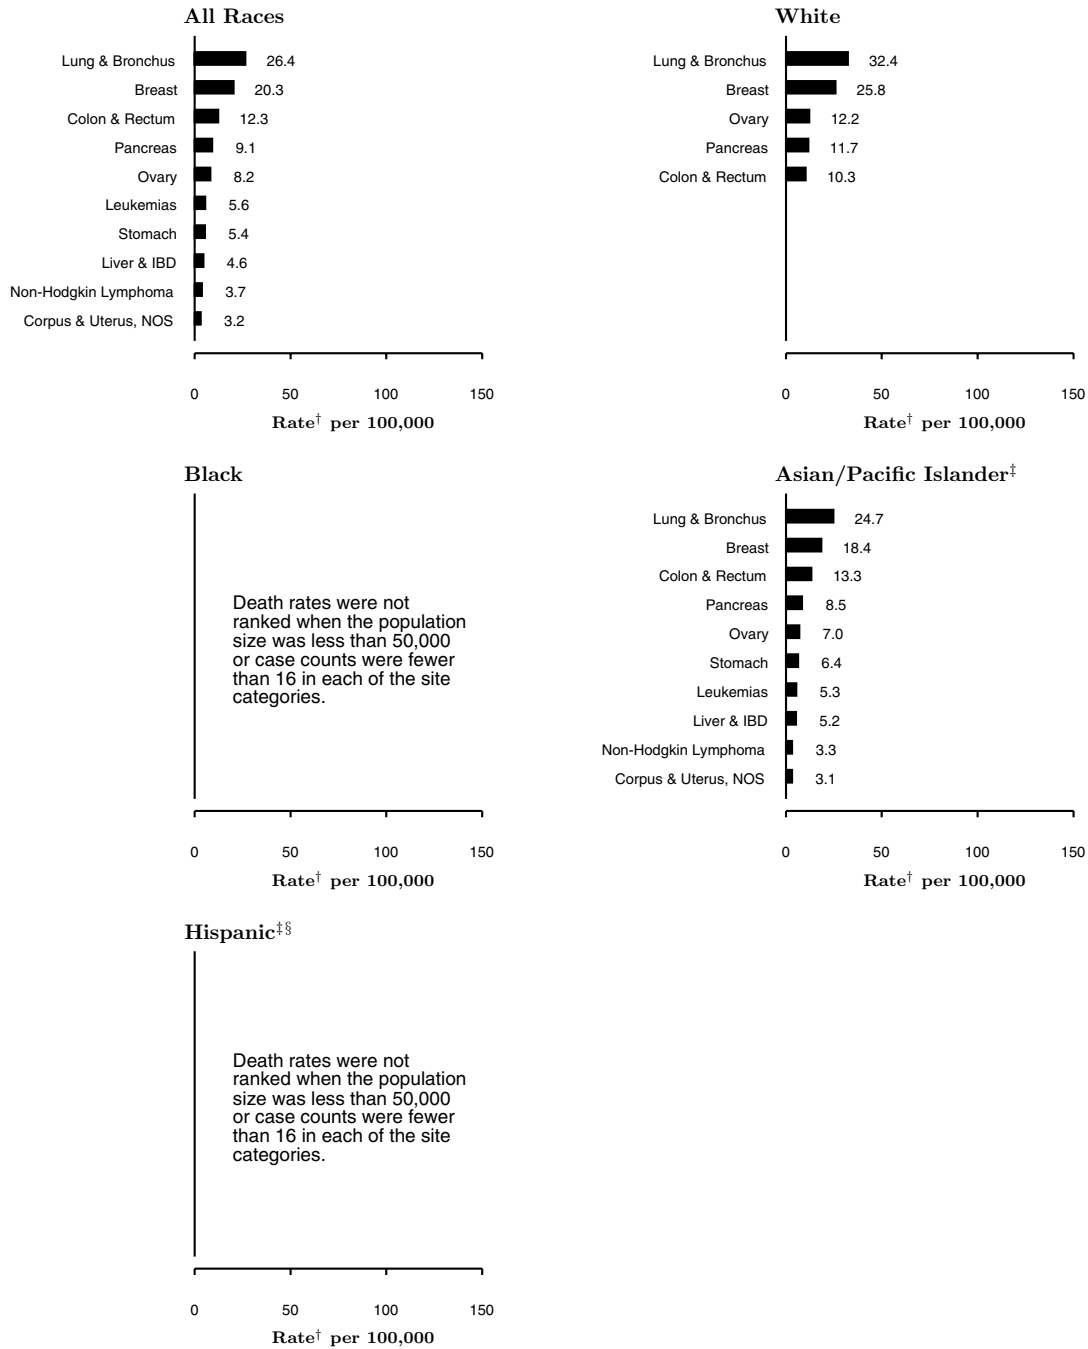 All Races
Lung & Bronchus 26.4
Breast 20.3
Colon & Rectum 12.3
Pancreas 9.1
Ovary 8.2
Leukemias 5.6
Stomach 5.4
Liver & IBD 4.6
Non-Hodgkin Lymphoma 3.7
Corpus & Uterus, NOS 3.2
0 50 100 150
Rate† per 100,000
White
Lung & Bronchus 32.4
Breast 25.8
Ovary 12.2
Pancreas 11.7
Colon & Rectum 10.3
0 50 100 150
Rate† per 100,000
Black
Death rates were not
ranked when the population
size was less than 50,000
or case counts were fewer
than 16 in each of the site
categories.
0 50 100 150
Rate† per 100,000
Asian/Pacific Islander‡
Lung & Bronchus 24.7
Breast 18.4
Colon & Rectum 13.3
Pancreas 8.5
Ovary 7.0
Stomach 6.4
Leukemias 5.3
Liver & IBD 5.2
Non-Hodgkin Lymphoma 3.3
Corpus & Uterus, NOS 3.1
0 50 100 150
Rate† per 100,000
Hispanic‡§
Death rates were not
ranked when the population
size was less than 50,000
or case counts were fewer
than 16 in each of the site
categories.
0 50 100 150
Rate† per 100,000